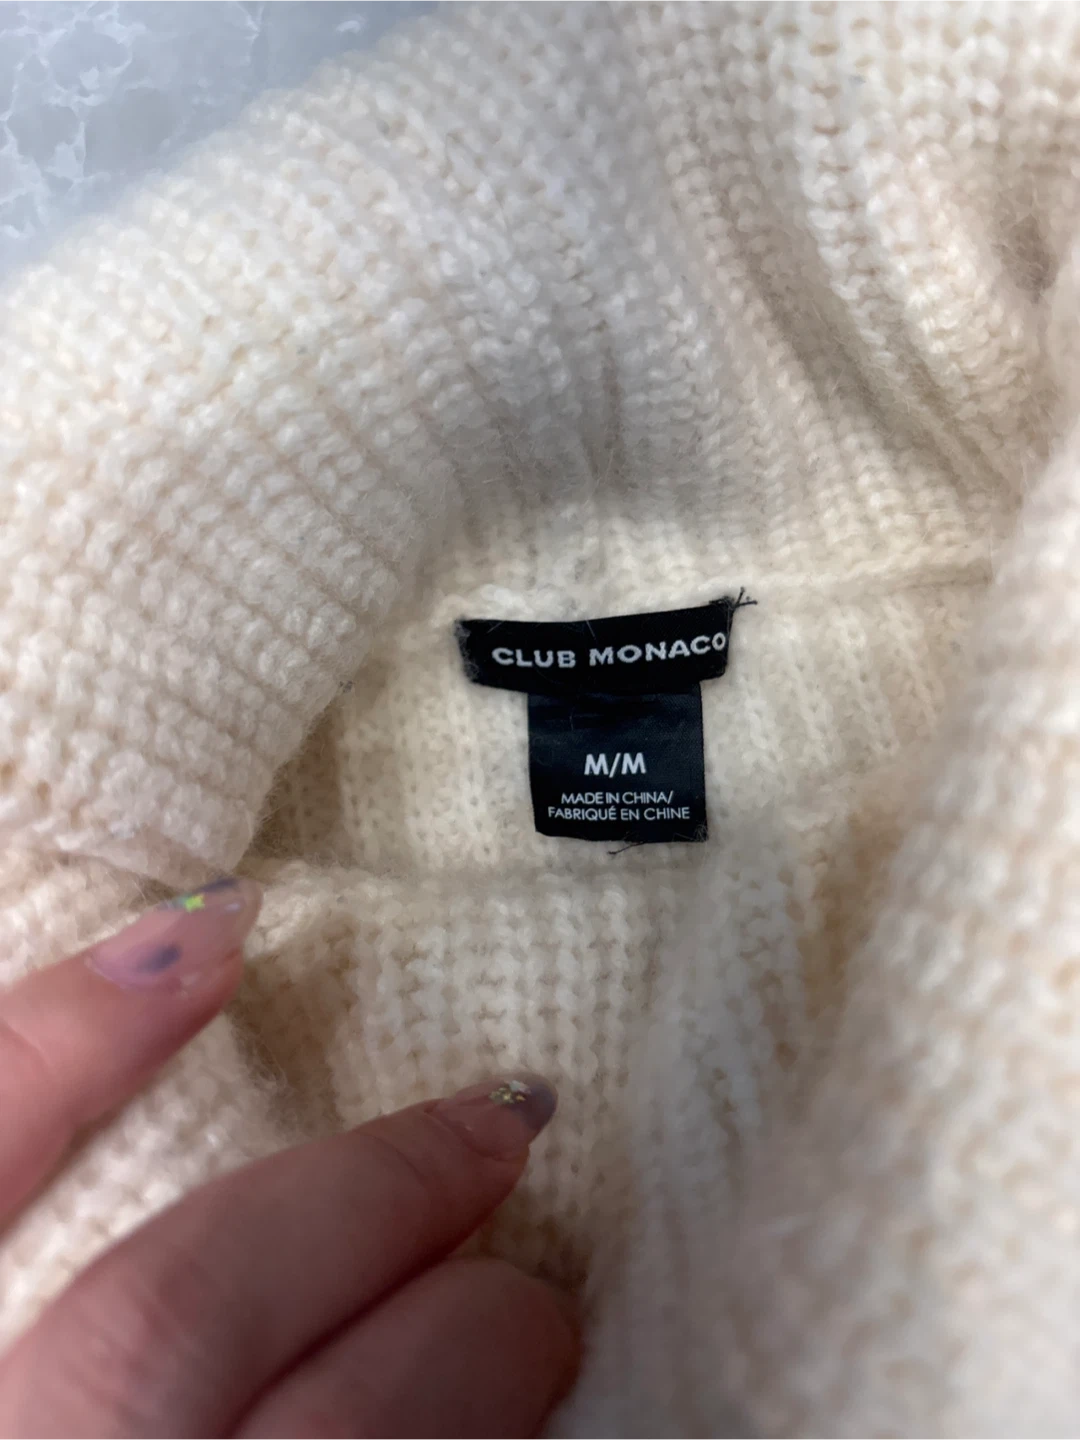 CLUB MONACO
M/M
MADE IN CHINA/
FABRIQUÉ EN CHINE